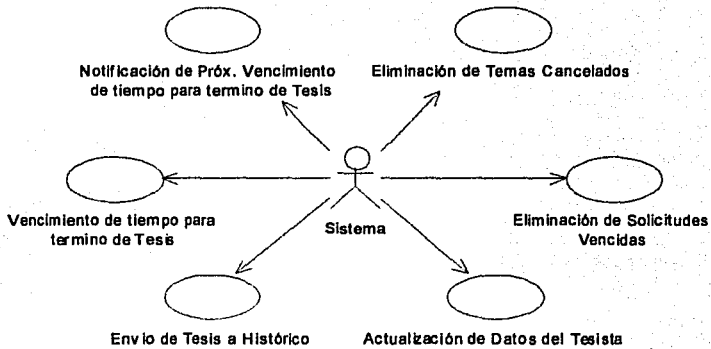 Notificación de Próx. Vencimiento
de tiempo para termino de Tesis
Eliminación de Temas Cancelados
Vencimiento de tiempo para
termino de Tesis
Sistema
Eliminación de Solicitudes
Vencidas
Envio de Tesis a Histórico
Actualización de Datos del Tesista